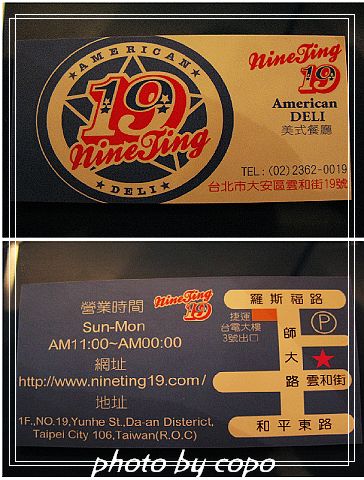 AMERICAN
19
NineTing
DELI
NineTing
19
American
DELI
美式餐廳
TEL:(02)2362-0019
台北市大安區雲和街19號
營業時間
NineTing
19
Sun-Mon
AM11:00~AM00:00
網址
http://www.nineting19.com/
地址
1F.,NO.19,Yunhe St.,Da-an Disterict,
Taipei City 106,Taiwan(R.O.C)
羅斯福路
捷運
台電大樓
3號出口
師大路
P
雲和街
和平東路
photo by copo